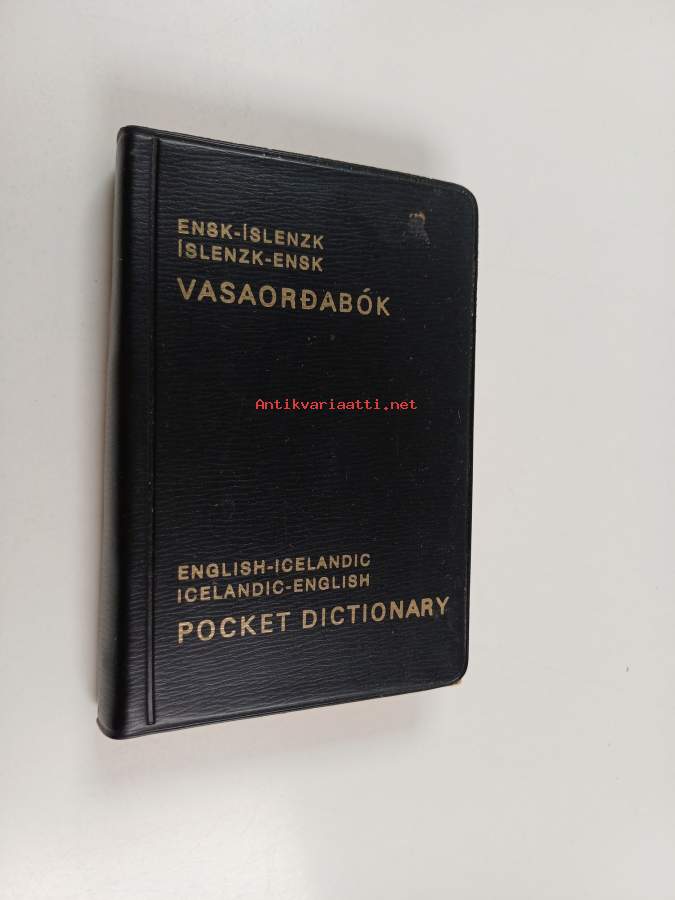 ENSK-ÍSLENZK
ÍSLENZK-ENSK
VASAORÐABÓK
Antikvariaatti.net
ENGLISH-ICELANDIC
ICELANDIC-ENGLISH
POCKET DICTIONARY